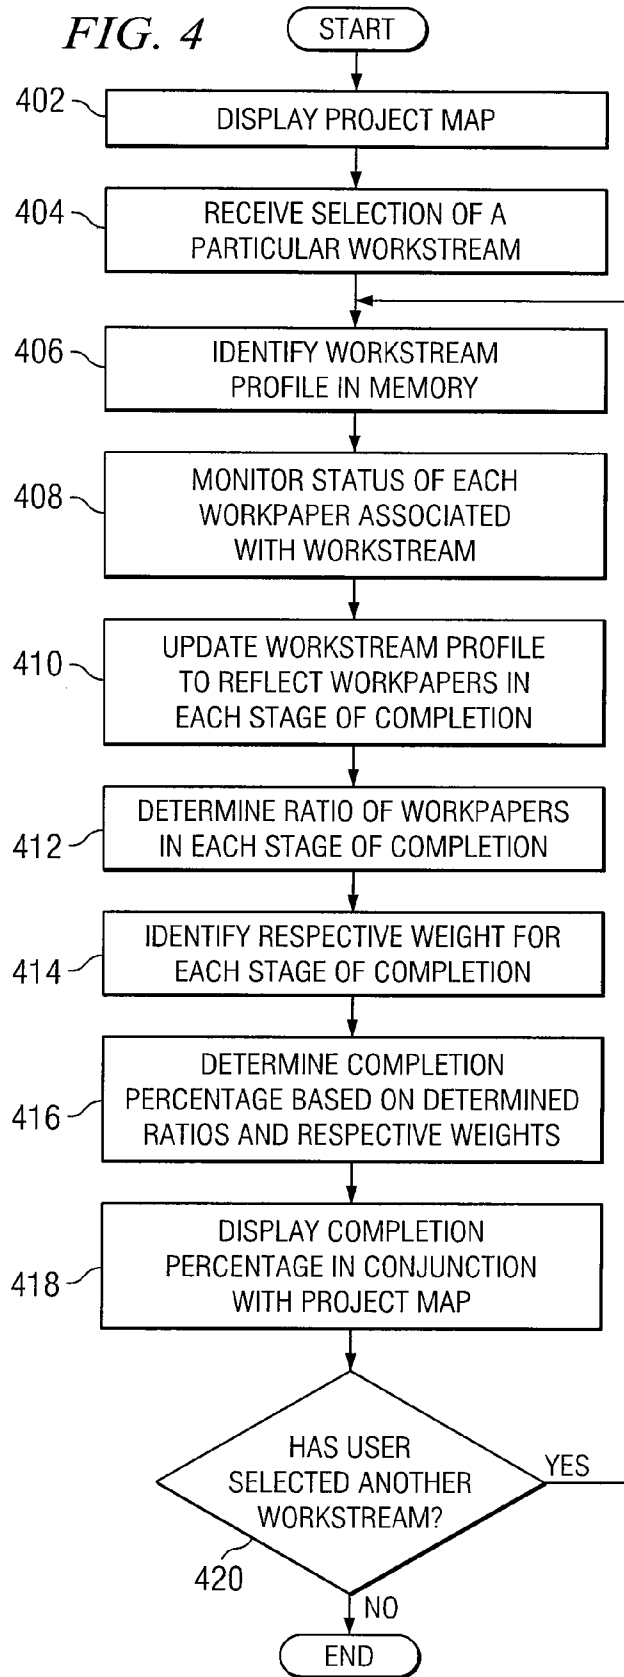 FIG. 4
START
402
DISPLAY PROJECT MAP
404
RECEIVE SELECTION OF A
PARTICULAR WORKSTREAM
406
IDENTIFY WORKSTREAM
PROFILE IN MEMORY
408
MONITOR STATUS OF EACH
WORKPAPER ASSOCIATED
WITH WORKSTREAM
410
UPDATE WORKSTREAM PROFILE
TO REFLECT WORKPAPERS IN
EACH STAGE OF COMPLETION
412
DETERMINE RATIO OF WORKPAPERS
IN EACH STAGE OF COMPLETION
414
IDENTIFY RESPECTIVE WEIGHT FOR
EACH STAGE OF COMPLETION
416
DETERMINE COMPLETION
PERCENTAGE BASED ON DETERMINED
RATIOS AND RESPECTIVE WEIGHTS
418
DISPLAY COMPLETION
PERCENTAGE IN CONJUNCTION
WITH PROJECT MAP
HAS USER
SELECTED ANOTHER
WORKSTREAM?
YES
420
NO
END